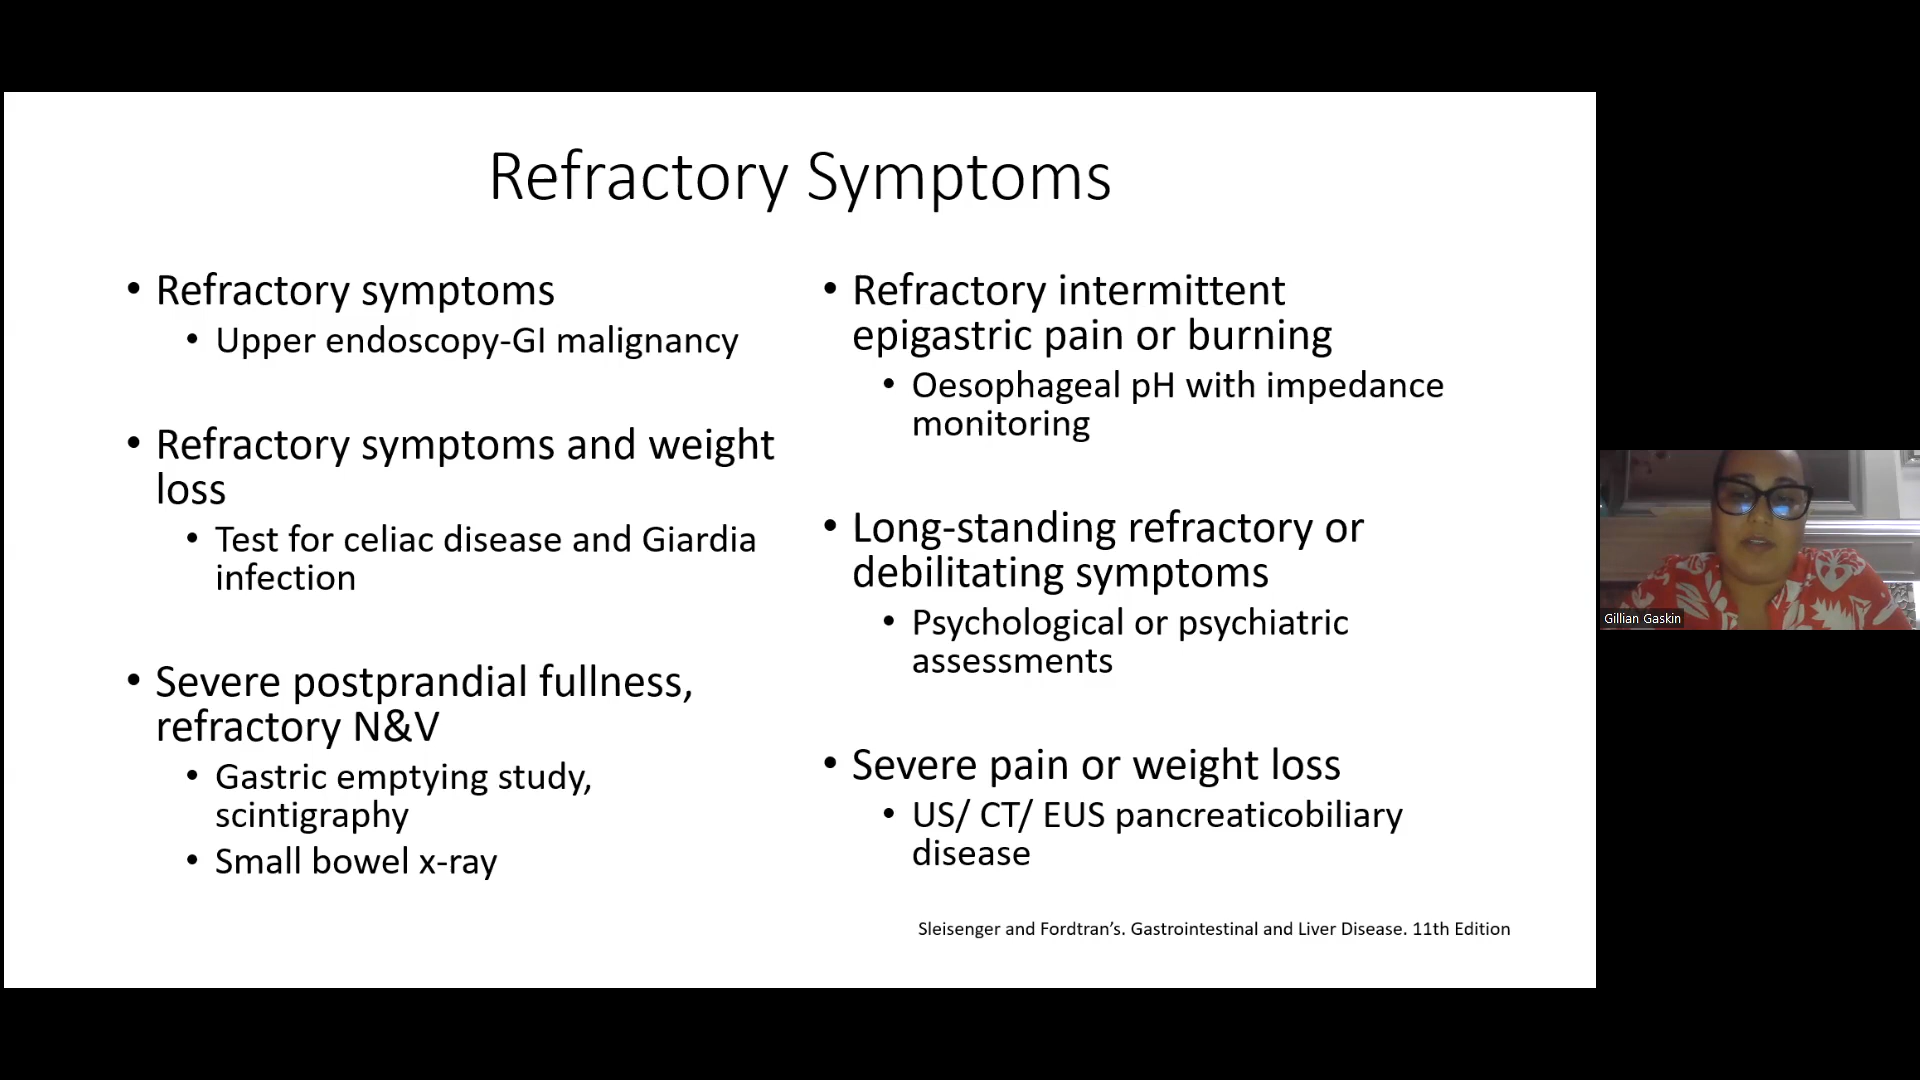 Refractory Symptoms
• Refractory symptoms
• Upper endoscopy-GI malignancy
• Refractory symptoms and weight
loss
• Test for celiac disease and Giardia
infection
• Severe postprandial fullness,
refractory N&V
• Gastric emptying study,
scintigraphy
• Small bowel x-ray
• Refractory intermittent
epigastric pain or burning
• Oesophageal pH with impedance
monitoring
• Long-standing refractory or
debilitating symptoms
• Psychological or psychiatric
assessments
• Severe pain or weight loss
• US/ CT/ EUS pancreaticobiliary
disease
Sleisenger and Fordtran’s. Gastrointestinal and Liver Disease. 11th Edition
Gillian Gaskin